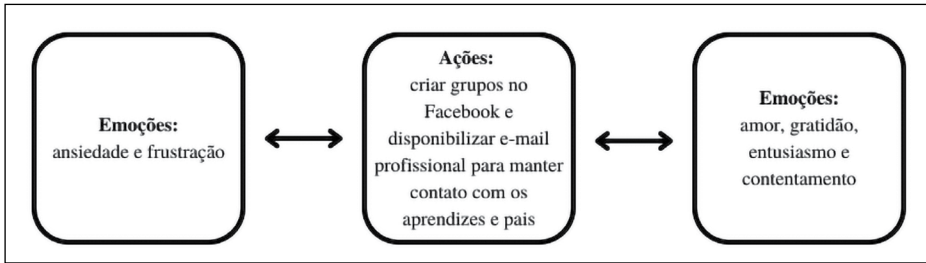 Emoções:
ansiedade e frustração
Ações:
criar grupos no
Facebook e
disponibilizar e-mail
profissional para manter
contato com os
aprendizes e pais
Emoções:
amor, gratidão,
entusiasmo e
contentamento